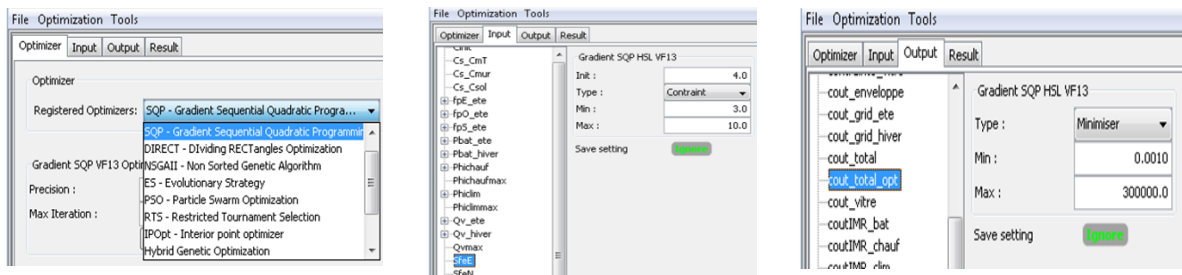 File Optimization Tools
Optimizer Input Output Result
Optimizer
Registered Optimizers: SQP - Gradient Sequential Quadratic Progra...
SQP - Gradient Sequential Quadratic Programmin
DIRECT - DIviding RECTangles Optimization
Gradient SQP VF13 Opti
NSGAII - Non Sorted Genetic Algorithm
ES - Evolutionary Strategy
Precision :
PSO - Particle Swarm Optimization
Max Iteration :
RTS - Restricted Tournament Selection
IPOpt - Interior point optimizer
Hybrid Genetic Optimization
File Optimization Tools
Optimizer Input Output Result
Cs_CmT
Cs_Cmur
Cs_Csol
fpE_ete
fpO_ete
fpS_ete
Pbat_ete
Pbat_hiver
Phichauf
Phichaufmax
Phiclim
Phiclimmax
Qv_ete
Qv_hiver
Qvmax
SfeE
SfeN
Gradient SQP HSL VF13
Init : 4.0
Type : Contraint
Min : 3.0
Max : 10.0
Save setting Ignore
File Optimization Tools
Optimizer Input Output Result
cout_enveloppe
cout_grid_ete
cout_grid_hiver
cout_total
cout_total_opt
cout_vitre
coutIMR_bat
coutIMR_chauf
coutIMR_clim
Gradient SQP HSL VF13
Type : Minimiser
Min : 0.0010
Max : 300000.0
Save setting Ignore